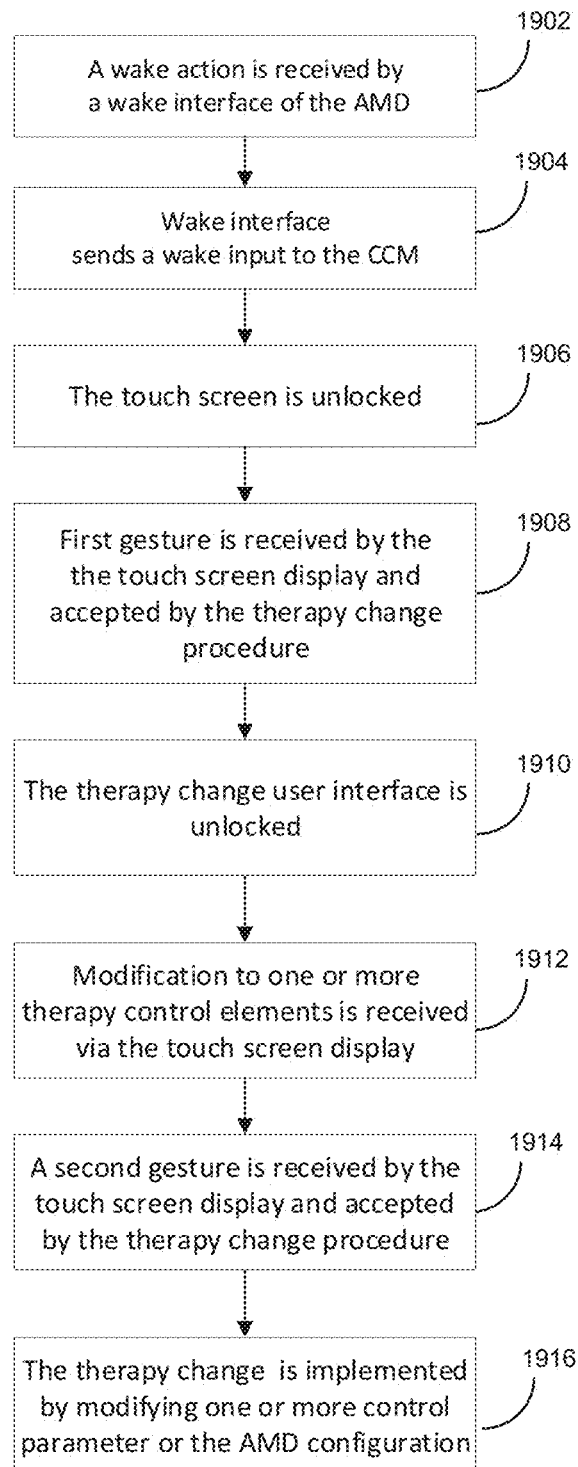 1902
A wake action is received by
a wake interface of the AMD
1904
Wake interface
sends a wake input to the CCM
1906
The touch screen is unlocked
1908
First gesture is received by the
the touch screen display and
accepted by the therapy change
procedure
1910
The therapy change user interface is
unlocked
1912
Modification to one or more
therapy control elements is received
via the touch screen display
1914
A second gesture is received by the
touch screen display and accepted
by the therapy change procedure
1916
The therapy change is implemented
by modifying one or more control
parameter or the AMD configuration